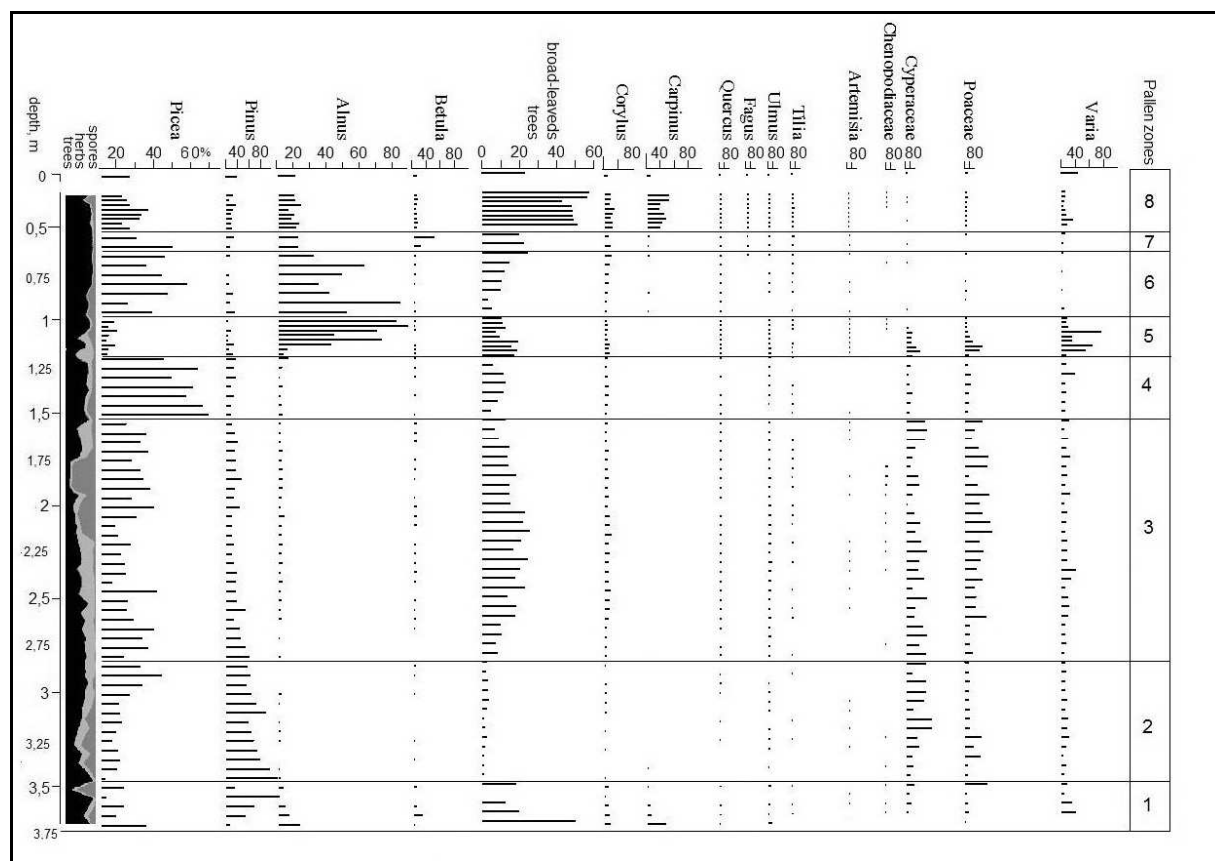 depth, m
spores
herbs
trees
Picea
Pinus
Alnus
Betula
broad-leaveds
trees
Corylus
Carpinus
Quercus
Fagus
Ulmus
Tilia
Artemisia
Chenopodiaceae
Cyperaceae
Poaceae
Varia
Pallen zones
20 40 60%
40 80
20 40 60 80
40 80
0 20 40 60
80
40 80
80
80
80
80
80
80
80
80
40 80
0
0,5
0,75
1
1,25
1,5
1,75
2
2,25
2,5
2,75
3
3,25
3,5
3.75
8
7
6
5
4
3
2
1